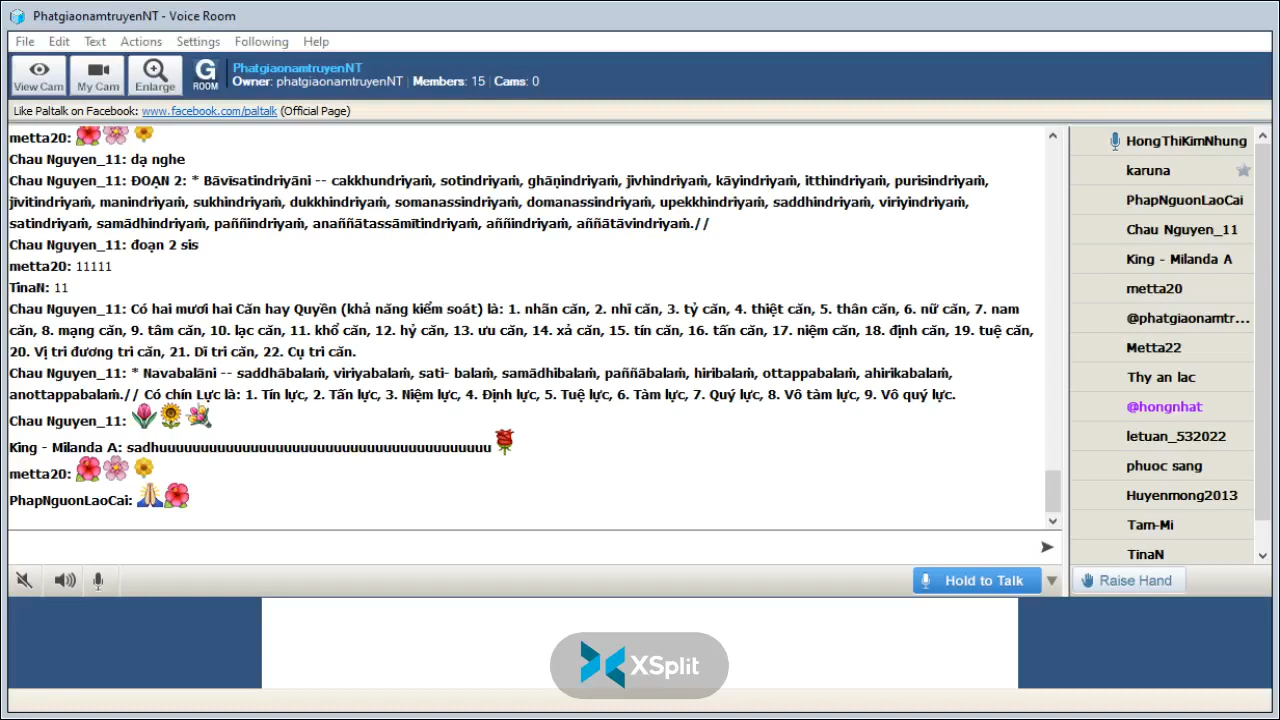 PhatgiaonamtruyenNT - Voice Room
File Edit Text Actions Settings Following Help
View Cam My Cam Enlarge G ROOM
PhatgiaonamtruyenNT
Owner: phatgiaonamtruyenNT | Members: 15 | Cams: 0
Like Paltalk on Facebook: www.facebook.com/paltalk (Official Page)
metta20:
Chau Nguyen_11: dạ nghe
Chau Nguyen_11: ĐOẠN 2: * Bāvīsatindriyāni -- cakkhundriyaṁ, sotindriyaṁ, ghāṇindriyaṁ, jivhindriyaṁ, kāyindriyaṁ, itthindriyaṁ, purisindriyaṁ,
jīvitindriyaṁ, manindriyaṁ, sukhindriyaṁ, dukkhindriyaṁ, somanassindriyaṁ, domanassindriyaṁ, upekkhindriyaṁ, saddhindriyaṁ, viriyindriyaṁ,
satindriyaṁ, samādhindriyaṁ, paññindriyaṁ, anaññātassāmītindriyaṁ, aññindriyaṁ, aññātāvindriyaṁ.//
Chau Nguyen_11: đoạn 2 sis
metta20: 11111
TinaN: 11
Chau Nguyen_11: Có hai mươi hai Căn hay Quyền (khả năng kiểm soát) là: 1. nhãn căn, 2. nhĩ căn, 3. tỷ căn, 4. thiệt căn, 5. thân căn, 6. nữ căn, 7. nam
căn, 8. mạng căn, 9. tâm căn, 10. lạc căn, 11. khổ căn, 12. hỷ căn, 13. ưu căn, 14. xả căn, 15. tín căn, 16. tấn căn, 17. niệm căn, 18. định căn, 19. tuệ căn,
20. Vị tri đương tri căn, 21. Dĩ tri căn, 22. Cụ tri căn.
Chau Nguyen_11: * Navabalāni -- saddhābalaṁ, viriyabalaṁ, sati- balaṁ, samādhibalaṁ, paññābalaṁ, hiribalaṁ, ottappabalaṁ, ahirikabalaṁ,
anottappabalaṁ.// Có chín Lực là: 1. Tín lực, 2. Tấn lực, 3. Niệm lực, 4. Định lực, 5. Tuệ lực, 6. Tàm lực, 7. Quý lực, 8. Vô tàm lực, 9. Vô quý lực.
Chau Nguyen_11:
King - Milanda A: sadhuuuuuuuuuuuuuuuuuuuuuuuuuuuuuuuuuuuuuuuu
metta20:
PhapNguonLaoCai:
HongThiKimNhung
karuna
PhapNguonLaoCai
Chau Nguyen_11
King - Milanda A
metta20
@phatgiaonamtr...
Metta22
Thy an lac
@hongnhat
letuan_532022
phuoc sang
Huyenmong2013
Tam-Mi
TinaN
Hold to Talk
Raise Hand
XSplit